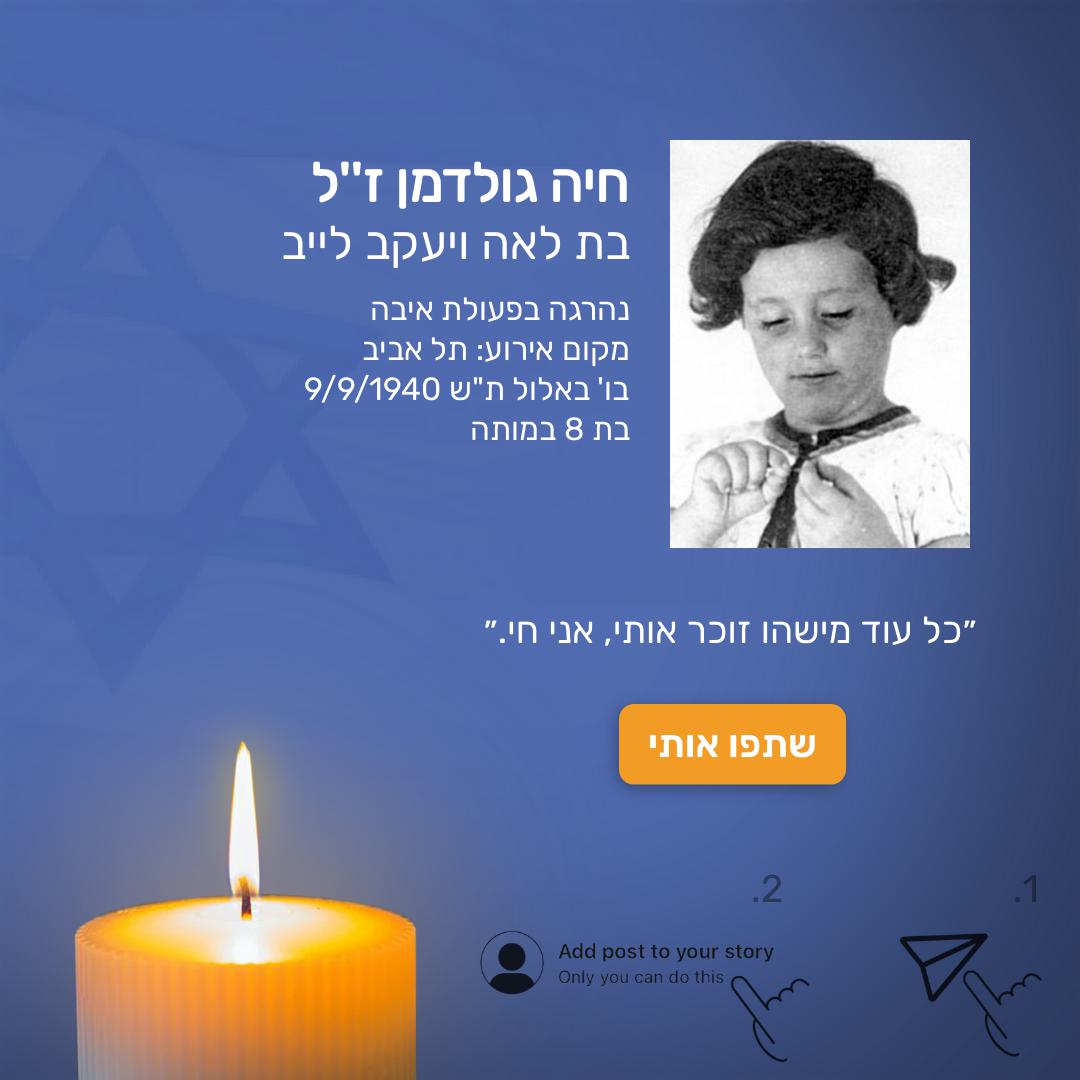 חיה גולדמן ז"ל
בת לאה ויעקב לייב
נהרגה בפעולת איבה
מקום אירוע: תל אביב
בו' באלול ת"ש 9/9/1940
בת 8 במותה
״כל עוד מישהו זוכר אותי, אני חי.״
שתפו אותי
1.
2.
Add post to your story
Only you can do this